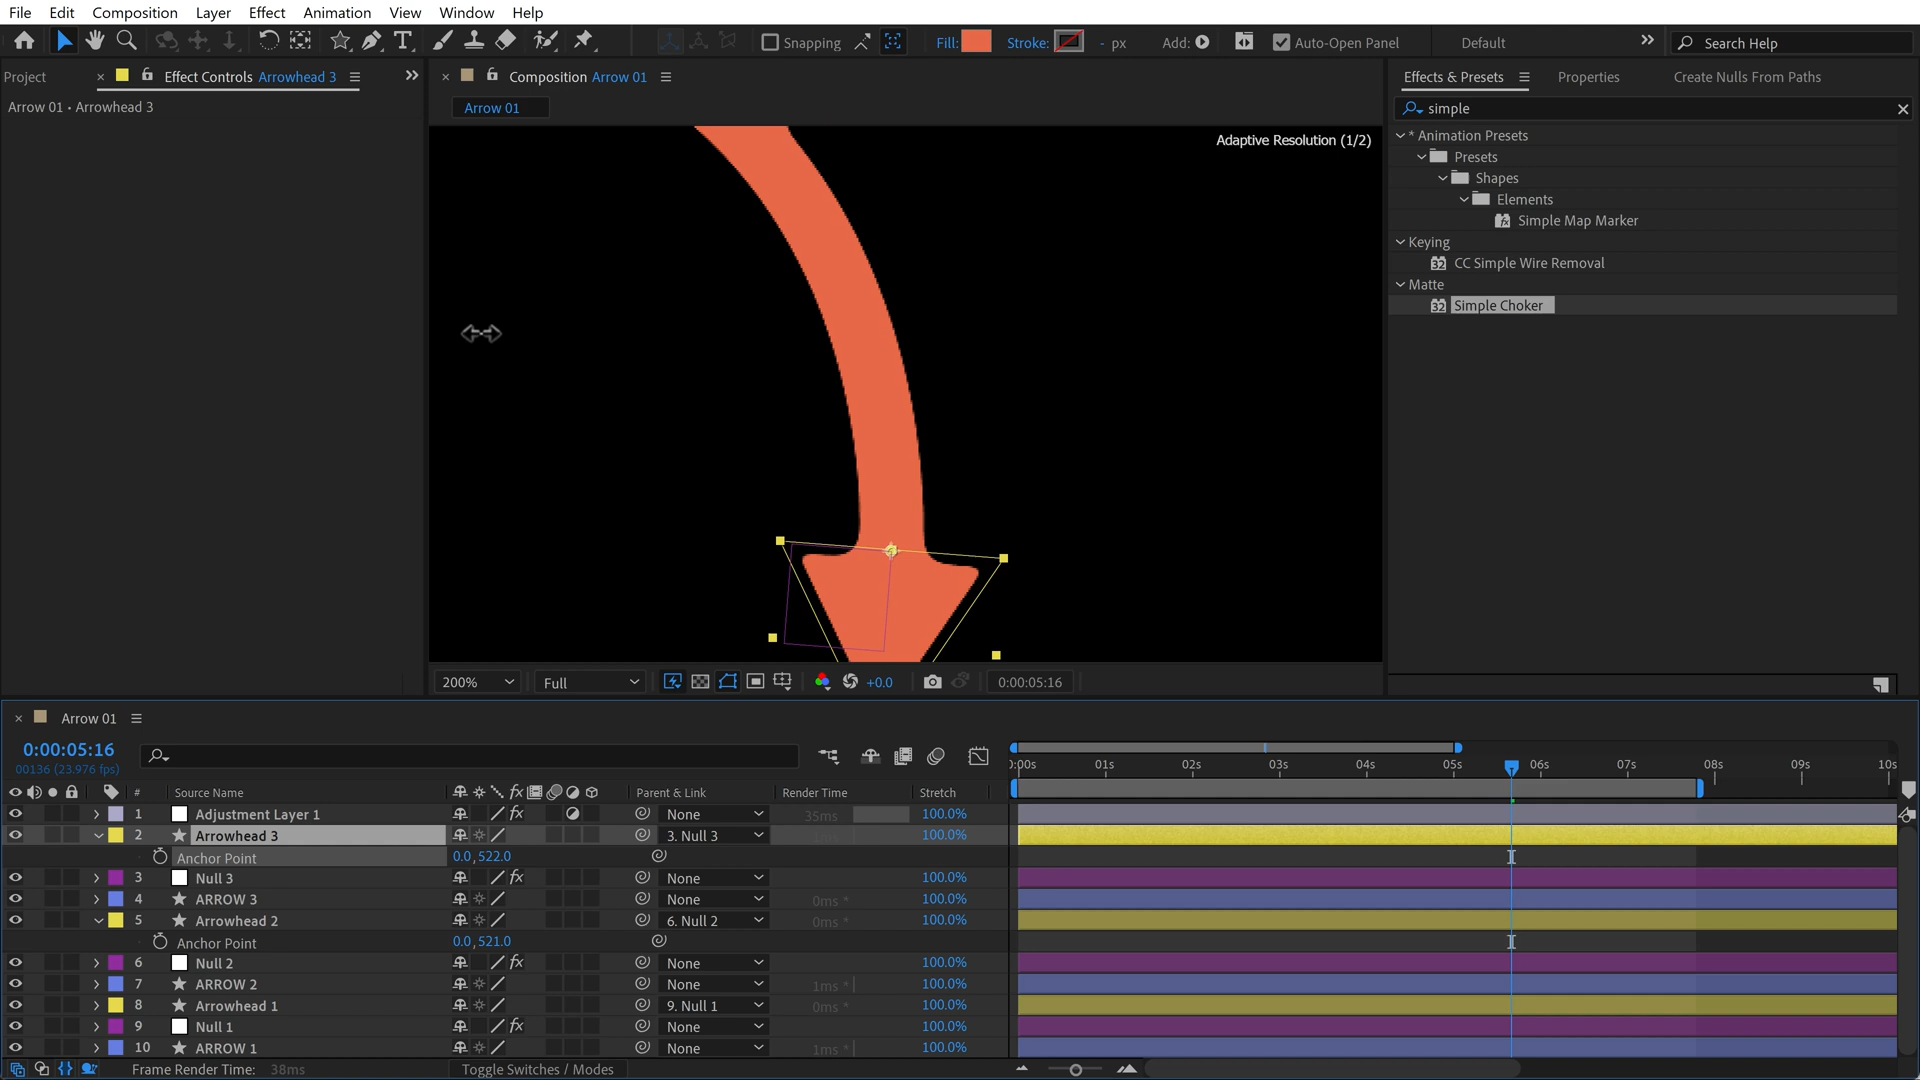 File Edit Composition Layer Effect Animation View Window Help
Snapping Fill: Stroke: - px Add: Auto-Open Panel Default Search Help
Project Effect Controls Arrowhead 3
Arrow 01 • Arrowhead 3
Composition Arrow 01
Arrow 01
Adaptive Resolution (1/2)
200% Full +0.0 0:00:05:16
Effects & Presets Properties Create Nulls From Paths
simple
* Animation Presets
Presets
Shapes
Elements
Simple Map Marker
Keying
32 CC Simple Wire Removal
Matte
32 Simple Choker
Arrow 01
0:00:05:16
00136 (23.976 fps)
:00s 01s 02s 03s 04s 05s 06s 07s 08s 09s 10s
# Source Name fx Parent & Link Render Time Stretch
1 Adjustment Layer 1 fx None 35ms 100.0%
2 Arrowhead 3 3. Null 3 100.0%
Anchor Point 0.0,522.0
3 Null 3 fx None 100.0%
4 ARROW 3 None 0ms * 100.0%
5 Arrowhead 2 6. Null 2 0ms * 100.0%
Anchor Point 0.0,521.0
6 Null 2 fx None 100.0%
7 ARROW 2 None 1ms * 100.0%
8 Arrowhead 1 9. Null 1 0ms * 100.0%
9 Null 1 fx None 100.0%
10 ARROW 1 None 1ms * 100.0%
Frame Render Time: 38ms Toggle Switches / Modes